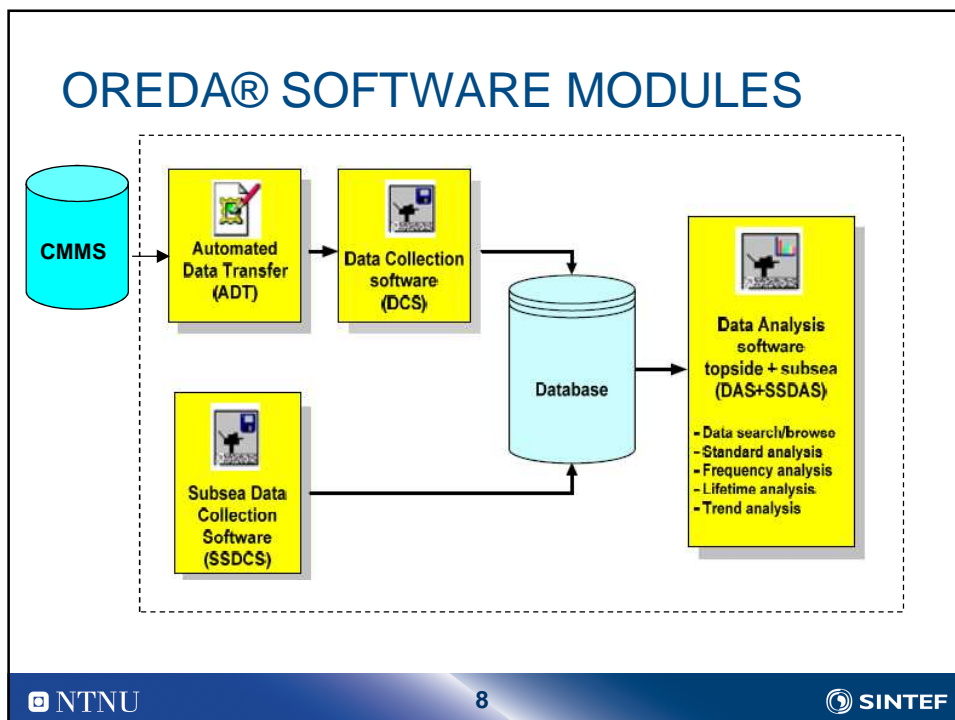 OREDA® SOFTWARE MODULES
CMMS
Automated
Data Transfer
(ADT)
Data Collection
software
(DCS)
Subsea Data
Collection
Software
(SSDCS)
Database
Data Analysis
software
topside + subsea
(DAS+SSDAS)
- Data search/browse
- Standard analysis
- Frequency analysis
- Lifetime analysis
- Trend analysis
NTNU
8
SINTEF